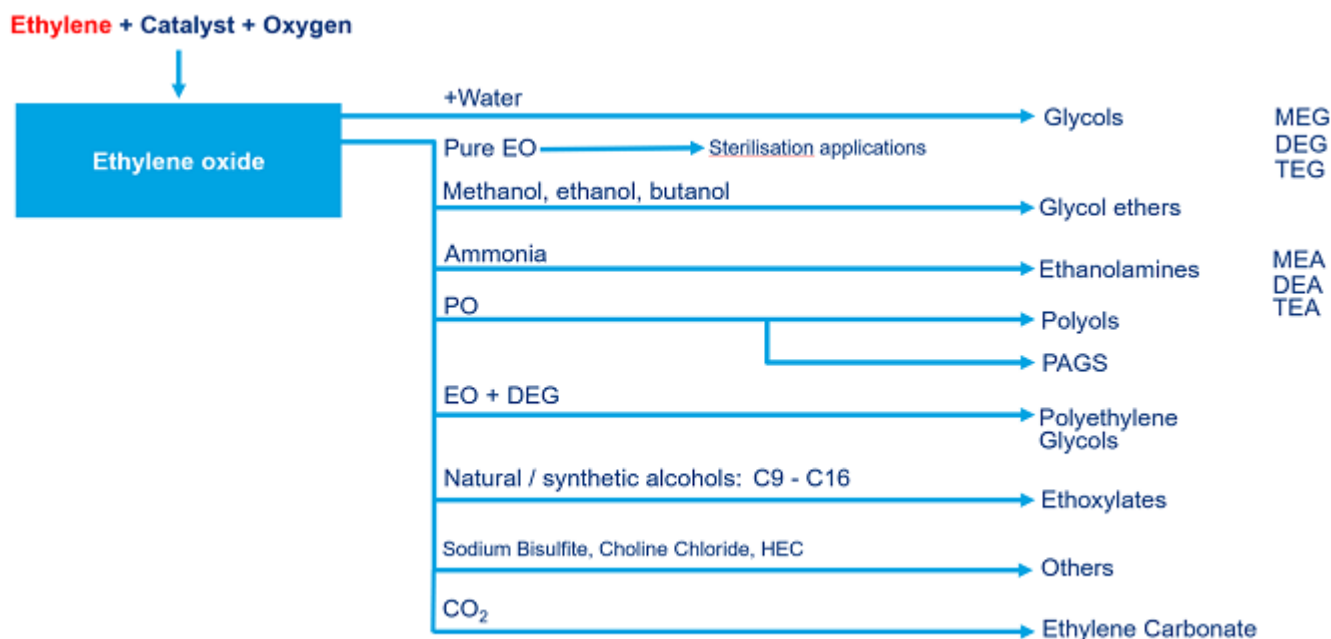 Ethylene + Catalyst + Oxygen
Ethylene oxide
+Water
Glycols
MEG
DEG
TEG
Pure EO
Sterilisation applications
Methanol, ethanol, butanol
Glycol ethers
Ammonia
Ethanolamines
MEA
DEA
TEA
PO
Polyols
PAGS
EO + DEG
Polyethylene
Glycols
Natural / synthetic alcohols: C9 - C16
Ethoxylates
Sodium Bisulfite, Choline Chloride, HEC
Others
CO₂
Ethylene Carbonate